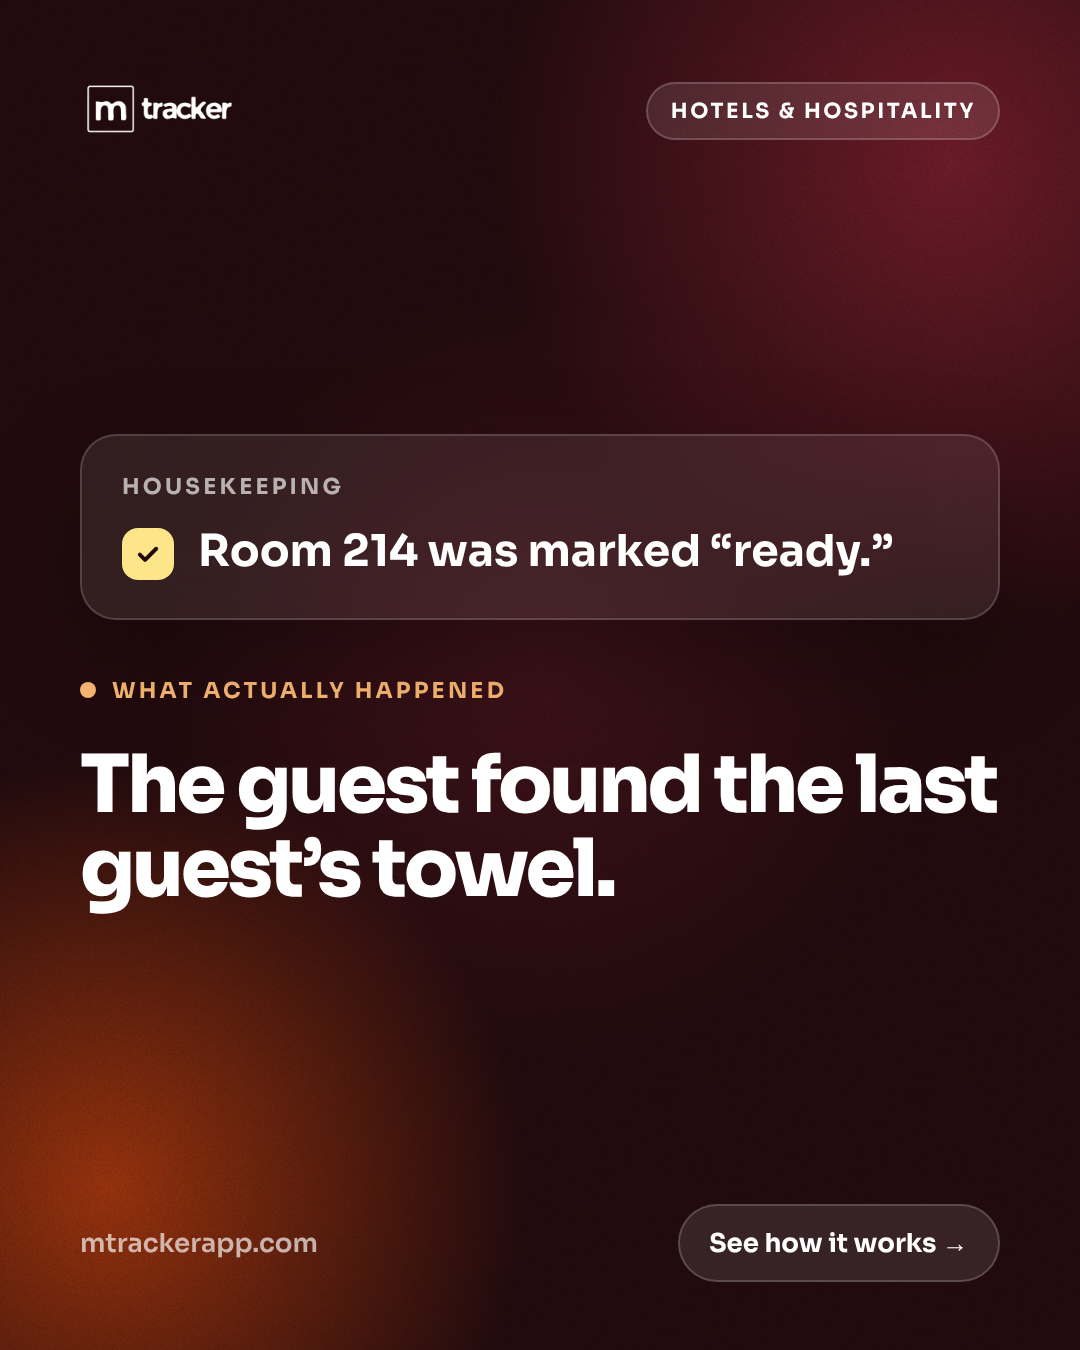 m tracker
HOTELS & HOSPITALITY
HOUSEKEEPING
Room 214 was marked “ready.”
WHAT ACTUALLY HAPPENED
The guest found the last
guest’s towel.
mtrackerapp.com
See how it works →